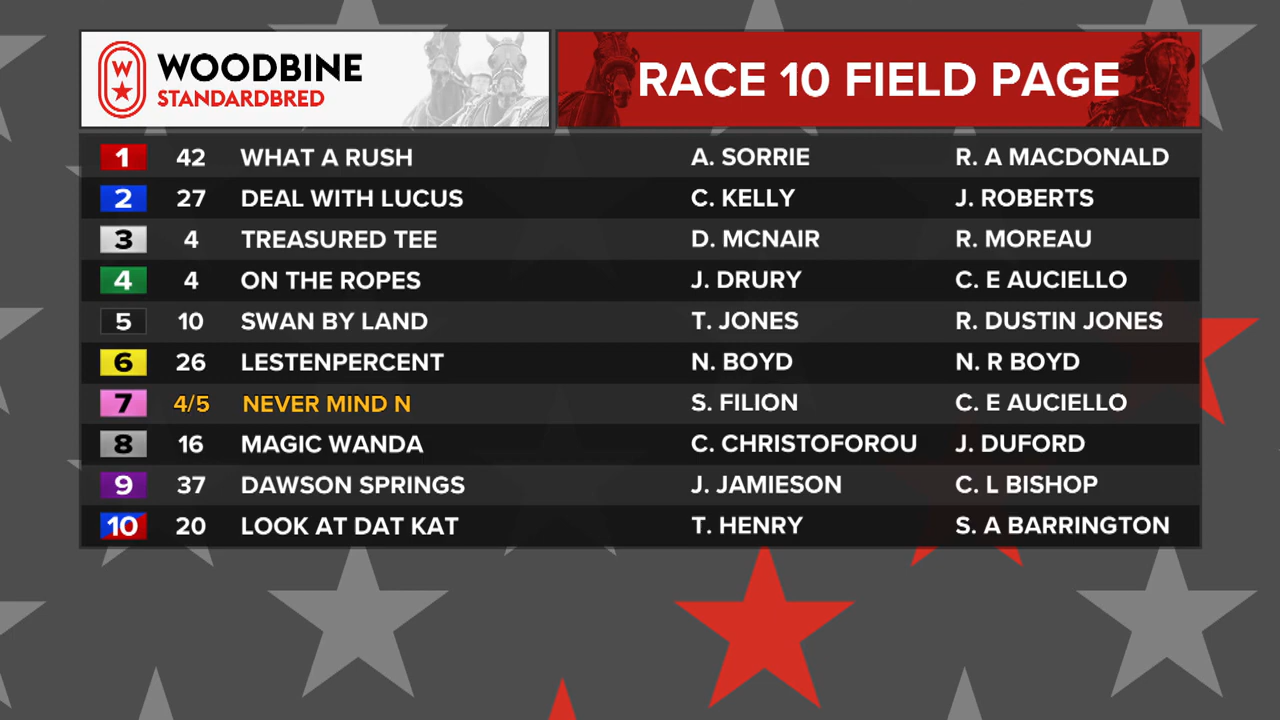 W
WOODBINE
STANDARDBRED
RACE 10 FIELD PAGE
1 42 WHAT A RUSH A. SORRIE R. A MACDONALD
2 27 DEAL WITH LUCUS C. KELLY J. ROBERTS
3 4 TREASURED TEE D. MCNAIR R. MOREAU
4 4 ON THE ROPES J. DRURY C. E AUCIELLO
5 10 SWAN BY LAND T. JONES R. DUSTIN JONES
6 26 LESTENPERCENT N. BOYD N. R BOYD
7 4/5 NEVER MIND N S. FILION C. E AUCIELLO
8 16 MAGIC WANDA C. CHRISTOFOROU J. DUFORD
9 37 DAWSON SPRINGS J. JAMIESON C. L BISHOP
10 20 LOOK AT DAT KAT T. HENRY S. A BARRINGTON